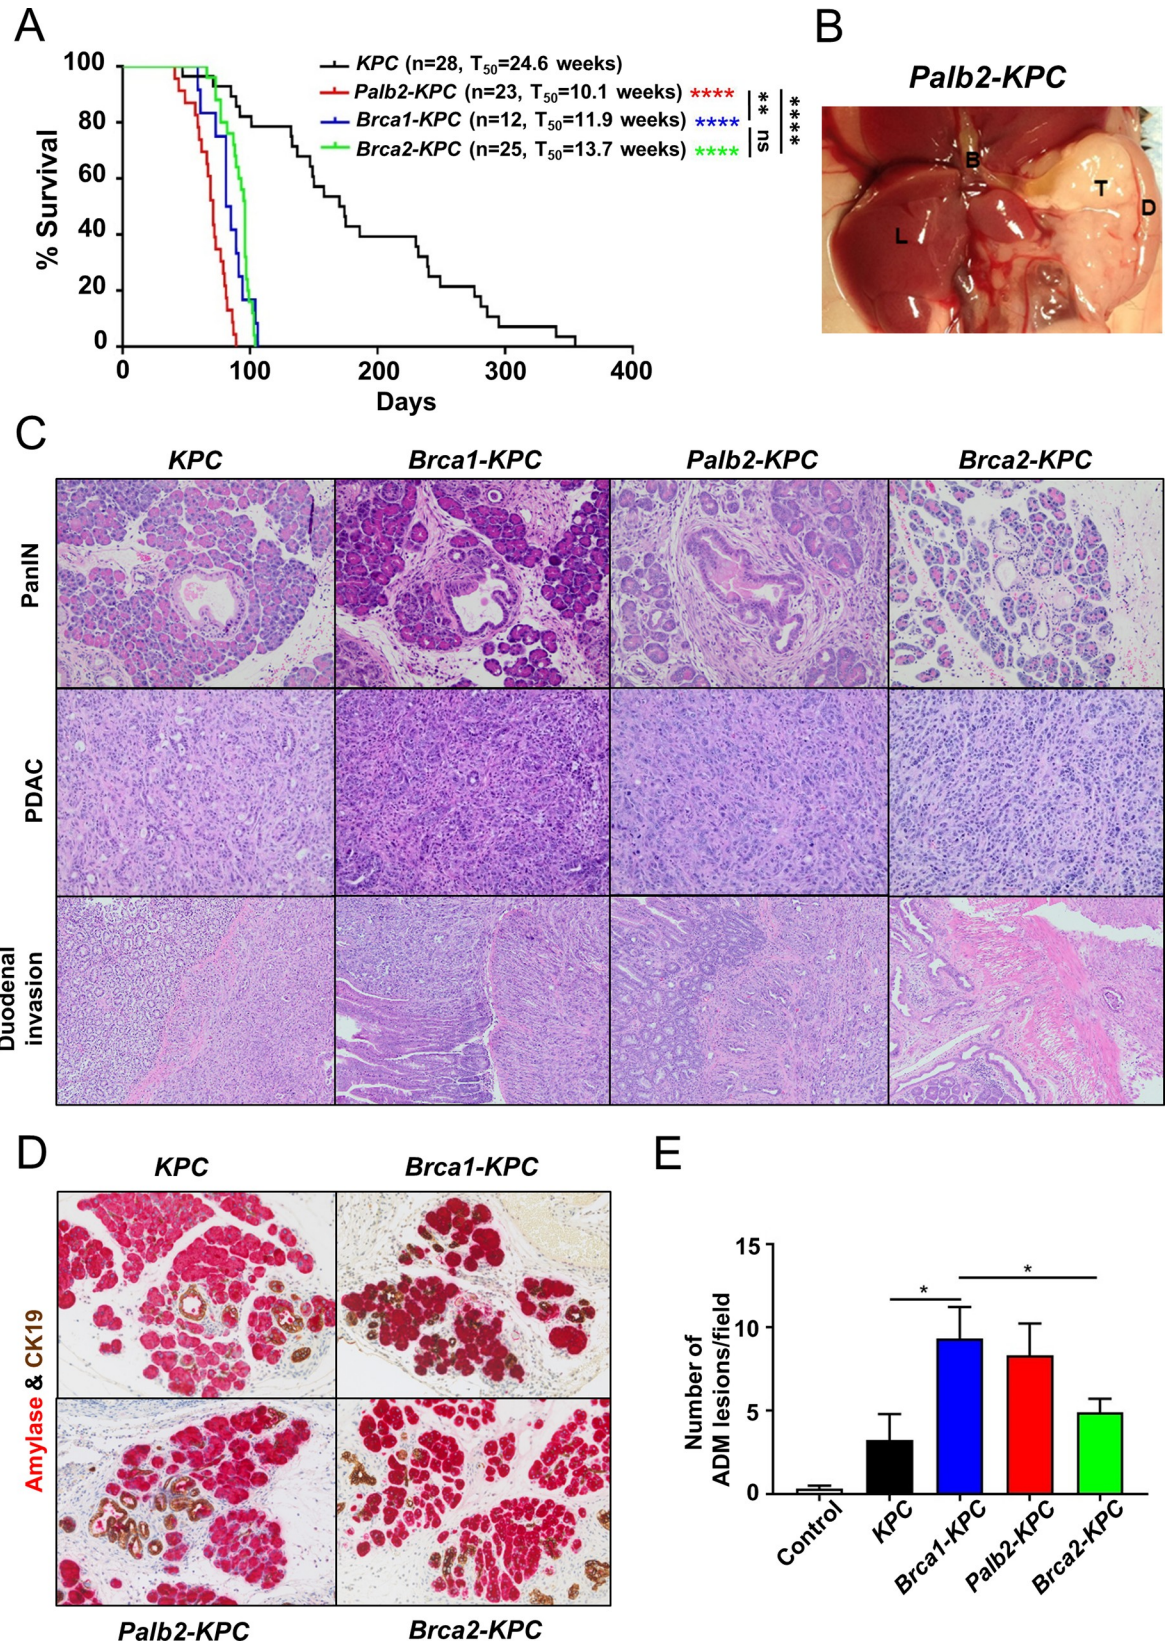 A
100
80
60
40
20
0
% Survival
0 100 200 300 400
Days
KPC (n=28, T50=24.6 weeks)
Palb2-KPC (n=23, T50=10.1 weeks) ****
Brca1-KPC (n=12, T50=11.9 weeks) ****
Brca2-KPC (n=25, T50=13.7 weeks) ****
**
ns
****
B
Palb2-KPC
B
T
D
L
C
KPC Brca1-KPC Palb2-KPC Brca2-KPC
PanIN
PDAC
Duodenal
invasion
D
KPC Brca1-KPC
Amylase & CK19
Palb2-KPC Brca2-KPC
E
Number of
ADM lesions/field
15
10
5
0
*
*
Control KPC Brca1-KPC Palb2-KPC Brca2-KPC